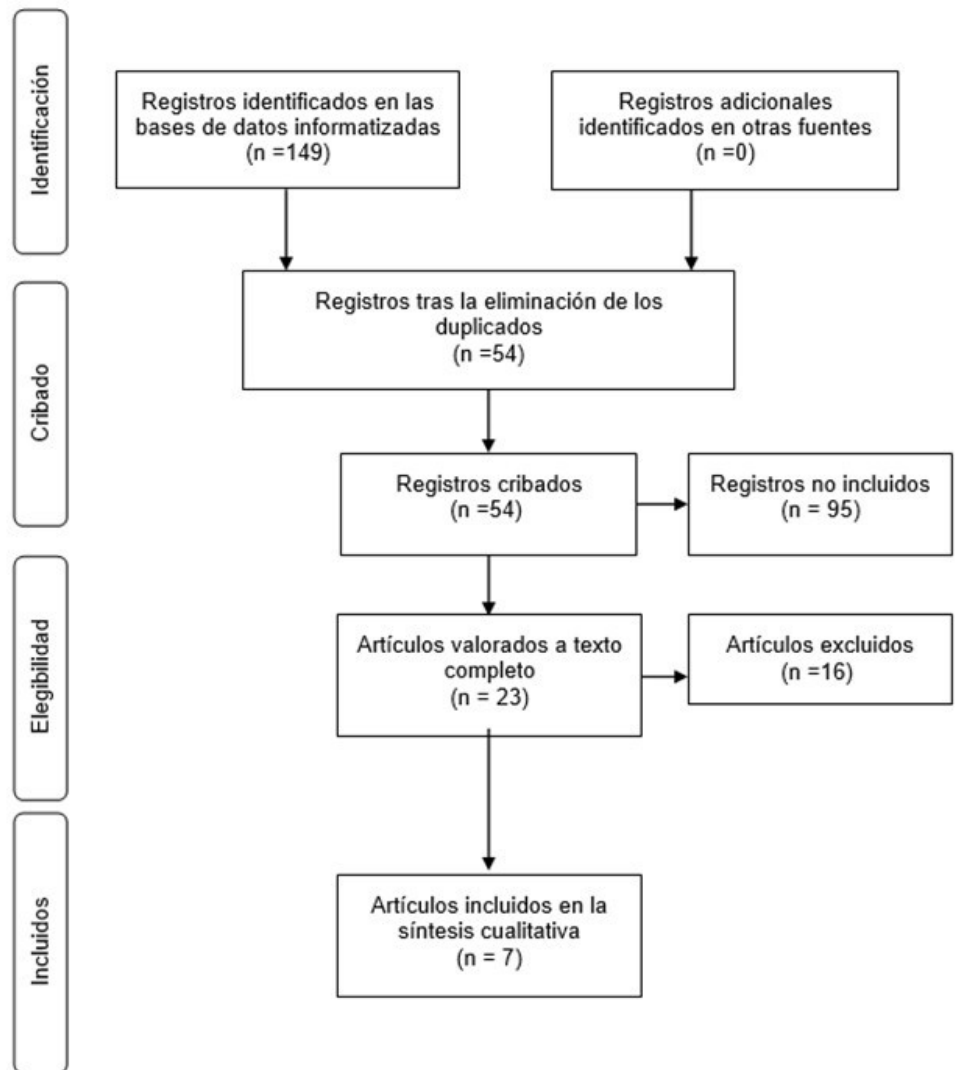 Identificación
Registros identificados en las
bases de datos informatizadas
(n =149)
Registros adicionales
identificados en otras fuentes
(n =0)
Cribado
Registros tras la eliminación de los
duplicados
(n =54)
Registros cribados
(n =54)
Registros no incluidos
(n = 95)
Elegibilidad
Artículos valorados a texto
completo
(n = 23)
Artículos excluidos
(n =16)
Incluidos
Artículos incluidos en la
síntesis cualitativa
(n = 7)